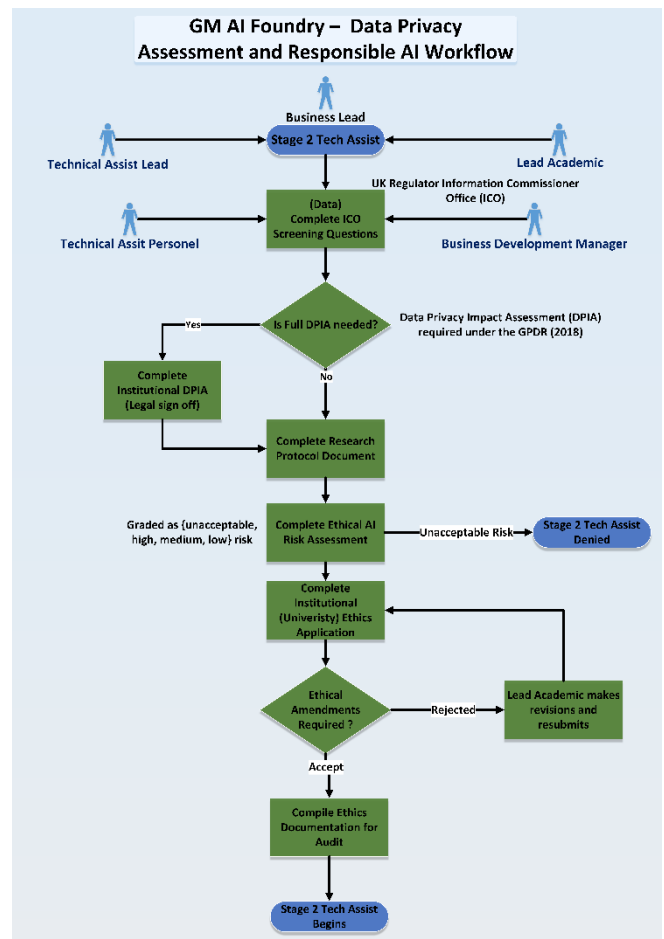 GM AI Foundry – Data Privacy
Assessment and Responsible AI Workflow
Business Lead
Stage 2 Tech Assist
Technical Assist Lead
Lead Academic
UK Regulator Information Commissioner
Office (ICO)
(Data)
Complete ICO
Screening Questions
Technical Assit Personel
Business Development Manager
Is Full DPIA needed?
Yes
Data Privacy Impact Assessment (DPIA)
required under the GPDR (2018)
Complete
Institutional DPIA
(Legal sign off)
No
Complete Research
Protocol Document
Graded as {unacceptable,
high, medium, low} risk
Complete Ethical AI
Risk Assessment
Unacceptable Risk
Stage 2 Tech Assist
Denied
Complete
Institutional
(Univeristy) Ethics
Application
Ethical
Amendments
Required ?
Rejected
Lead Academic makes
revisions and
resubmits
Accept
Compile Ethics
Documentation for
Audit
Stage 2 Tech Assist
Begins